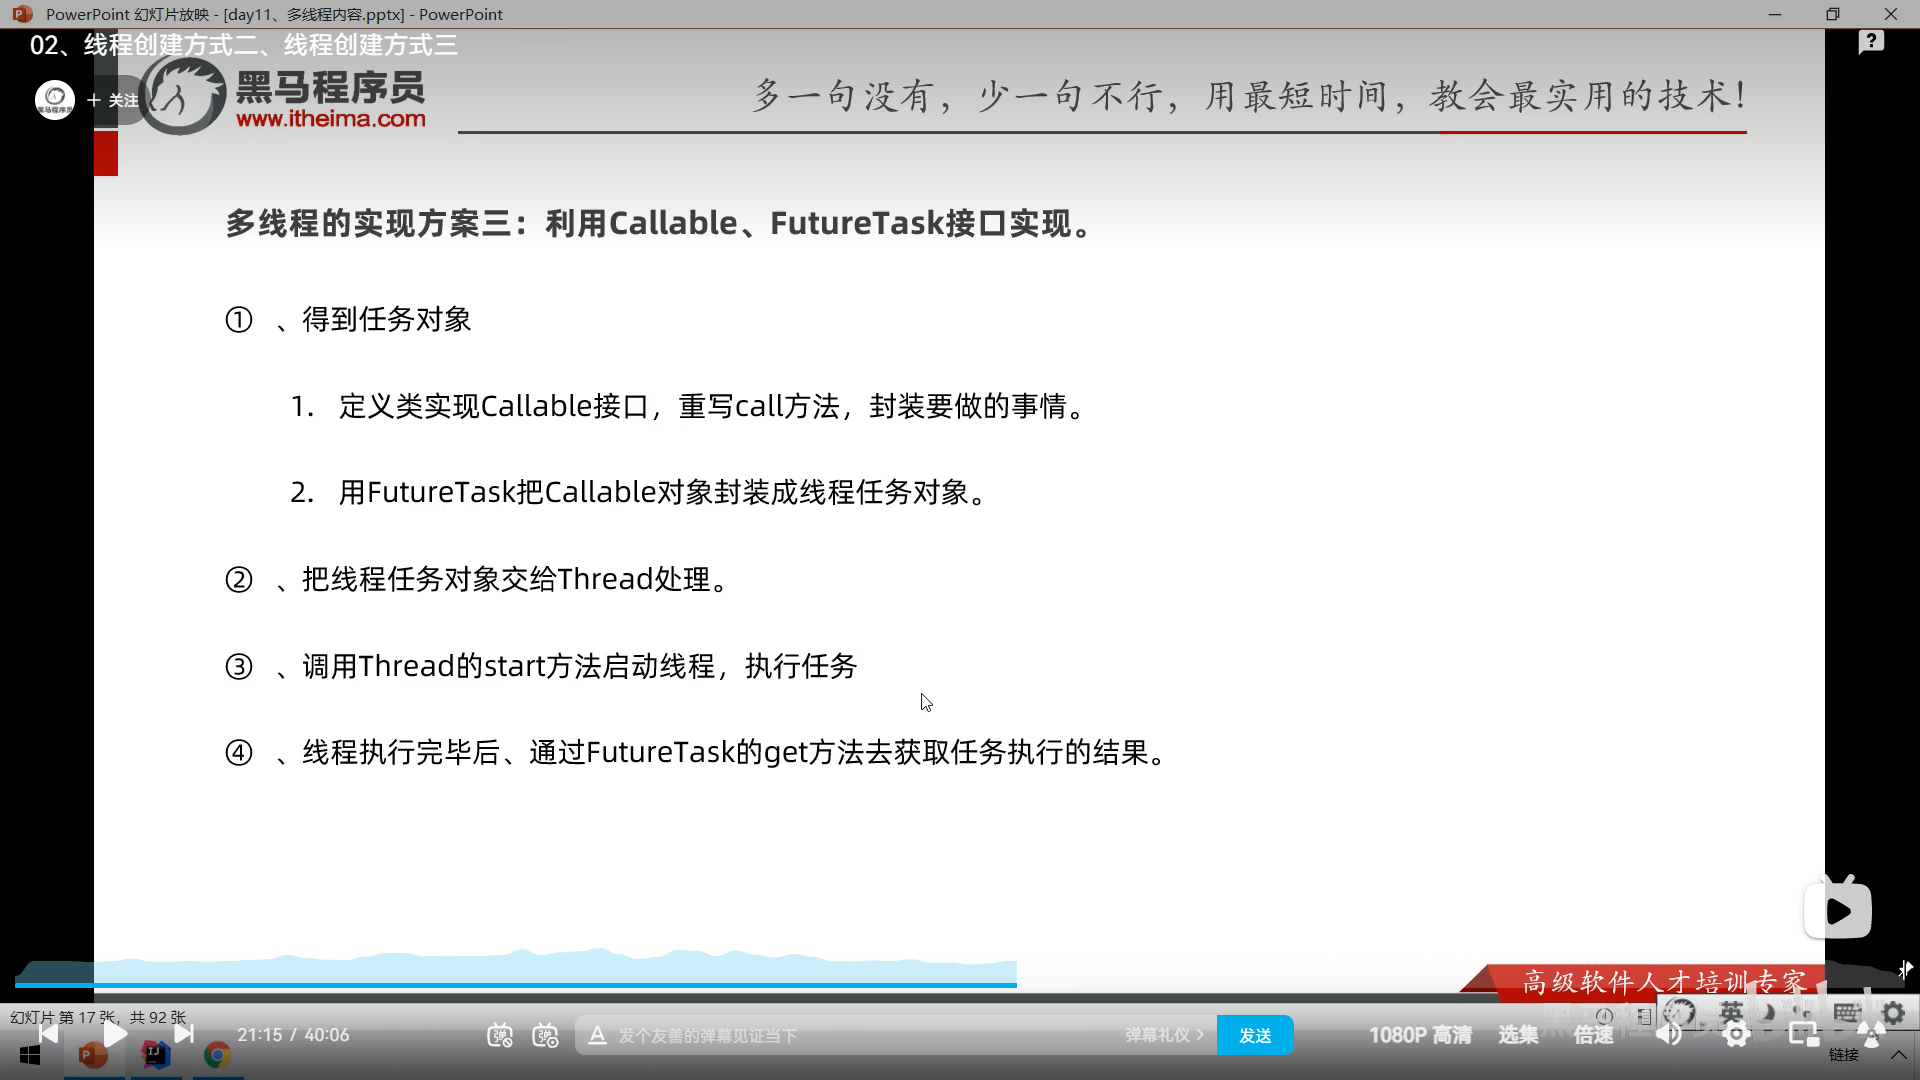 PowerPoint 幻灯片放映 - [day11、多线程内容.pptx] - PowerPoint
02、线程创建方式二、线程创建方式三
+ 关注
黑马程序员
www.itheima.com
多一句没有，少一句不行，用最短时间，教会最实用的技术！
多线程的实现方案三：利用Callable、FutureTask接口实现。
① 、得到任务对象
1. 定义类实现Callable接口，重写call方法，封装要做的事情。
2. 用FutureTask把Callable对象封装成线程任务对象。
② 、把线程任务对象交给Thread处理。
③ 、调用Thread的start方法启动线程，执行任务
④ 、线程执行完毕后、通过FutureTask的get方法去获取任务执行的结果。
高级软件人才培训专家
幻灯片 第 17 张，共 92 张
英
21:15 / 40:06
弹
弹
A 发个友善的弹幕见证当下
弹幕礼仪 >
发送
1080P 高清
选集
倍速
链接